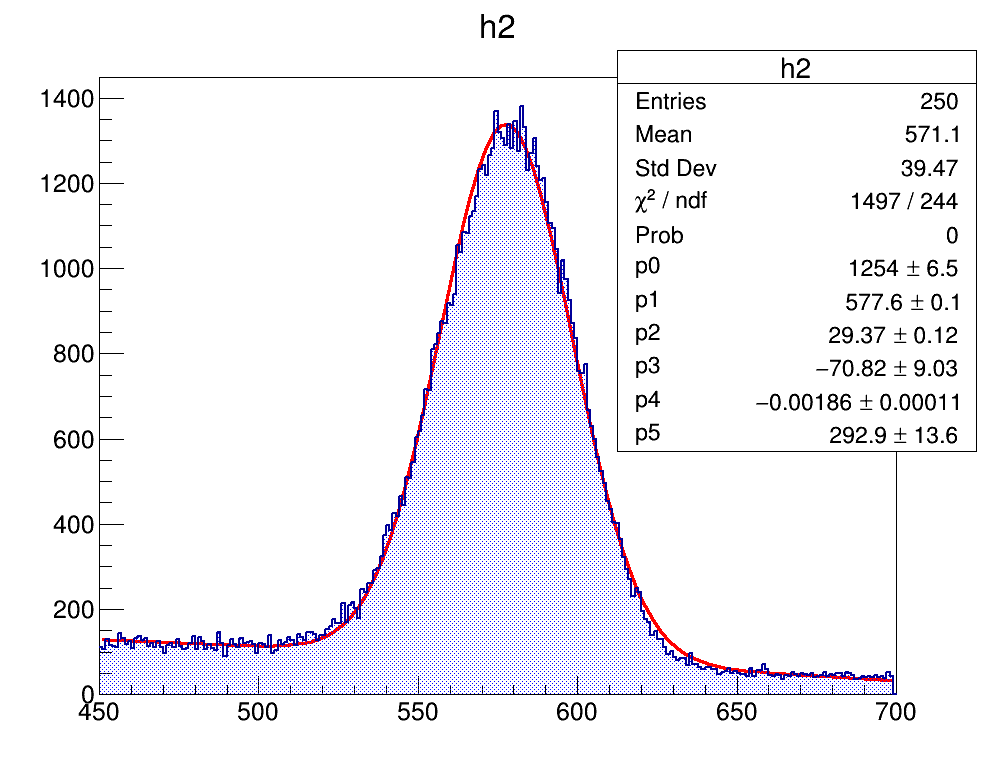 h2
h2
Entries 250
Mean 571.1
Std Dev 39.47
χ² / ndf 1497 / 244
Prob 0
p0 1254 ± 6.5
p1 577.6 ± 0.1
p2 29.37 ± 0.12
p3 −70.82 ± 9.03
p4 −0.00186 ± 0.00011
p5 292.9 ± 13.6
1400
1200
1000
800
600
400
200
0
450 500 550 600 650 700